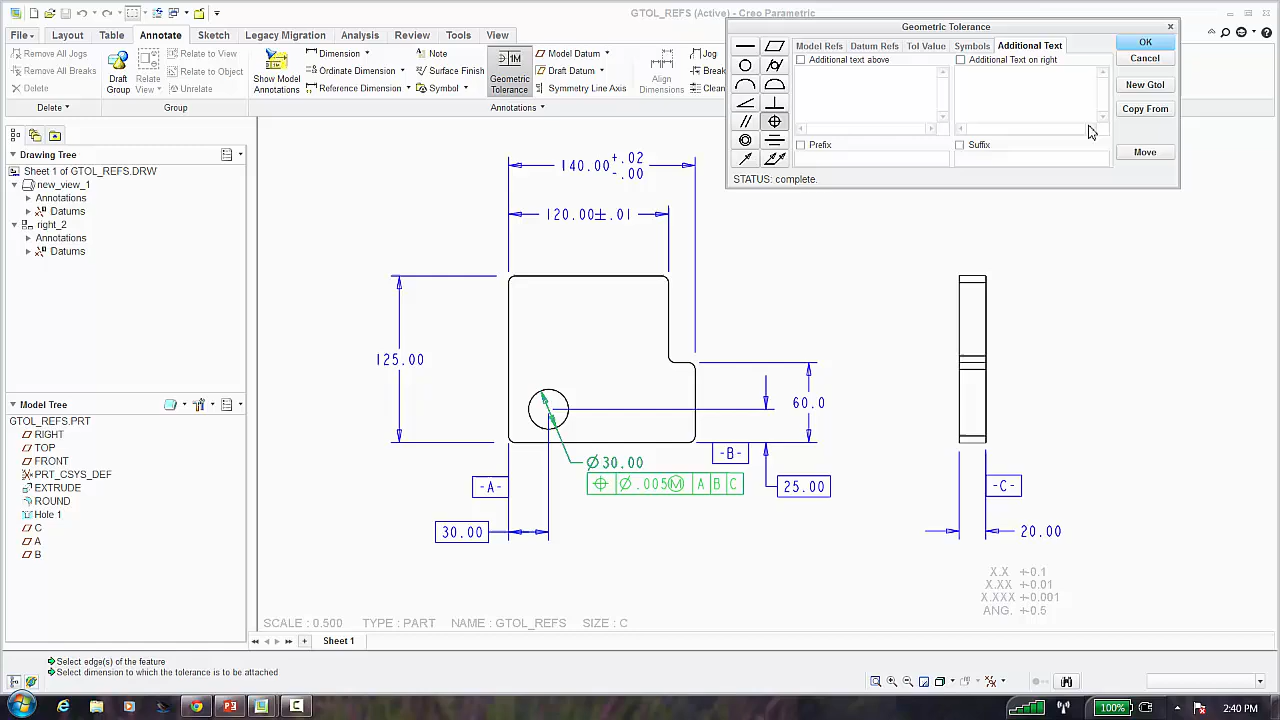 GTOL_REFS (Active) - Creo Parametric
File Layout Table Annotate Sketch Legacy Migration Analysis Review Tools View
Remove All Jogs
Remove All Breaks
Delete
Delete
Draft Group
Relate View
Relate to View
Relate to Object
Unrelate
Group
Show Model Annotations
Dimension
Ordinate Dimension
Reference Dimension
Note
Surface Finish
Symbol
Geometric Tolerance
Model Datum
Draft Datum
Symmetry Line Axis
Align Dimensions
Jog
Break
Clean
Annotations
Geometric Tolerance
Model Refs Datum Refs Tol Value Symbols Additional Text
Additional text above
Additional Text on right
Prefix
Suffix
OK
Cancel
New Gtol
Copy From
Move
STATUS: complete.
Drawing Tree
Sheet 1 of GTOL_REFS.DRW
new_view_1
Annotations
Datums
right_2
Annotations
Datums
Model Tree
GTOL_REFS.PRT
RIGHT
TOP
FRONT
PRT_CSYS_DEF
EXTRUDE
ROUND
Hole 1
C
A
B
140.00 +.02 -.00
120.00±.01
125.00
60.0
Ø30.00
Ø.005Ⓜ A B C
-B-
-A-
25.00
-C-
30.00
20.00
X.X +-0.1
X.XX +-0.01
X.XXX +-0.001
ANG. +-0.5
SCALE : 0.500 TYPE : PART NAME : GTOL_REFS SIZE : C
Sheet 1
Select edge(s) of the feature
Select dimension to which the tolerance is to be attached
100%
2:40 PM